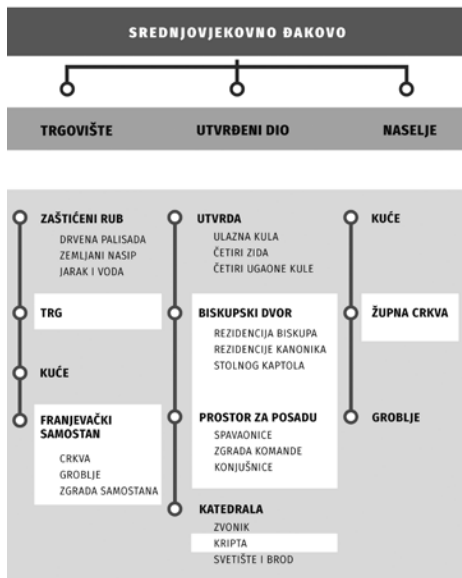 SREDNJOVJEKOVNO ĐAKOVO
TRGOVIŠTE
UTVRĐENI DIO
NASELJE
ZAŠTIĆENI RUB
DRVENA PALISADA
ZEMLJANI NASIP
JARAK I VODA
TRG
KUĆE
FRANJEVAČKI
SAMOSTAN
CRKVA
GROBLJE
ZGRADA SAMOSTANA
UTVRDA
ULAZNA KULA
ČETIRI ZIDA
ČETIRI UGAONE KULE
BISKUPSKI DVOR
REZIDENCIJA BISKUPA
REZIDENCIJE KANONIKA
STOLNOG KAPTOLA
PROSTOR ZA POSADU
SPAVAONICE
ZGRADA KOMANDE
KONJUŠNICE
KATEDRALA
ZVONIK
KRIPTA
SVETIŠTE I BROD
KUĆE
ŽUPNA CRKVA
GROBLJE